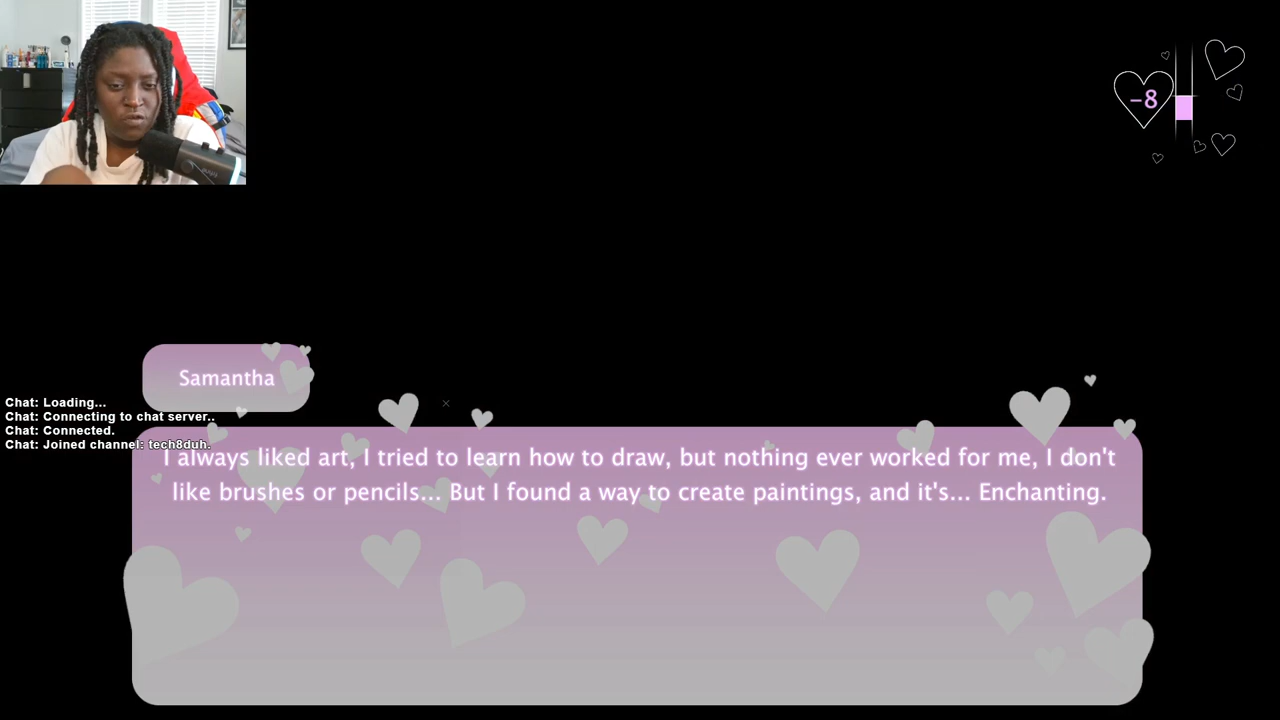 -8
Samantha
Chat: Loading...
Chat: Connecting to chat server..
Chat: Connected.
Chat: Joined channel: tech8duh.
I always liked art, I tried to learn how to draw, but nothing ever worked for me, I don't
like brushes or pencils... But I found a way to create paintings, and it's... Enchanting.